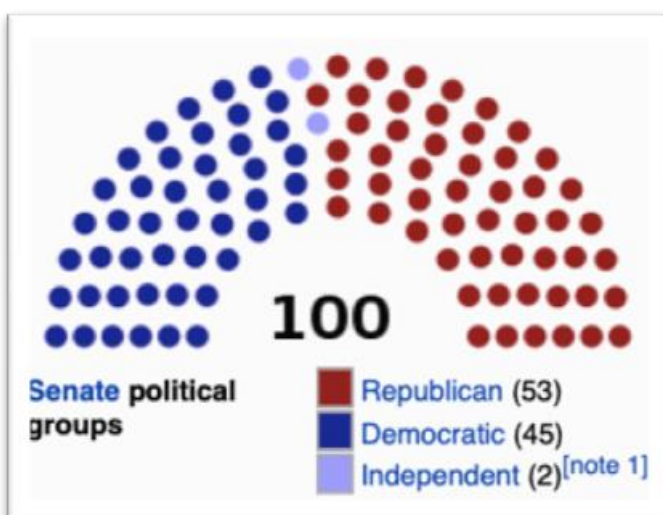 100
Senate political
groups
Republican (53)
Democratic (45)
Independent (2)[note 1]